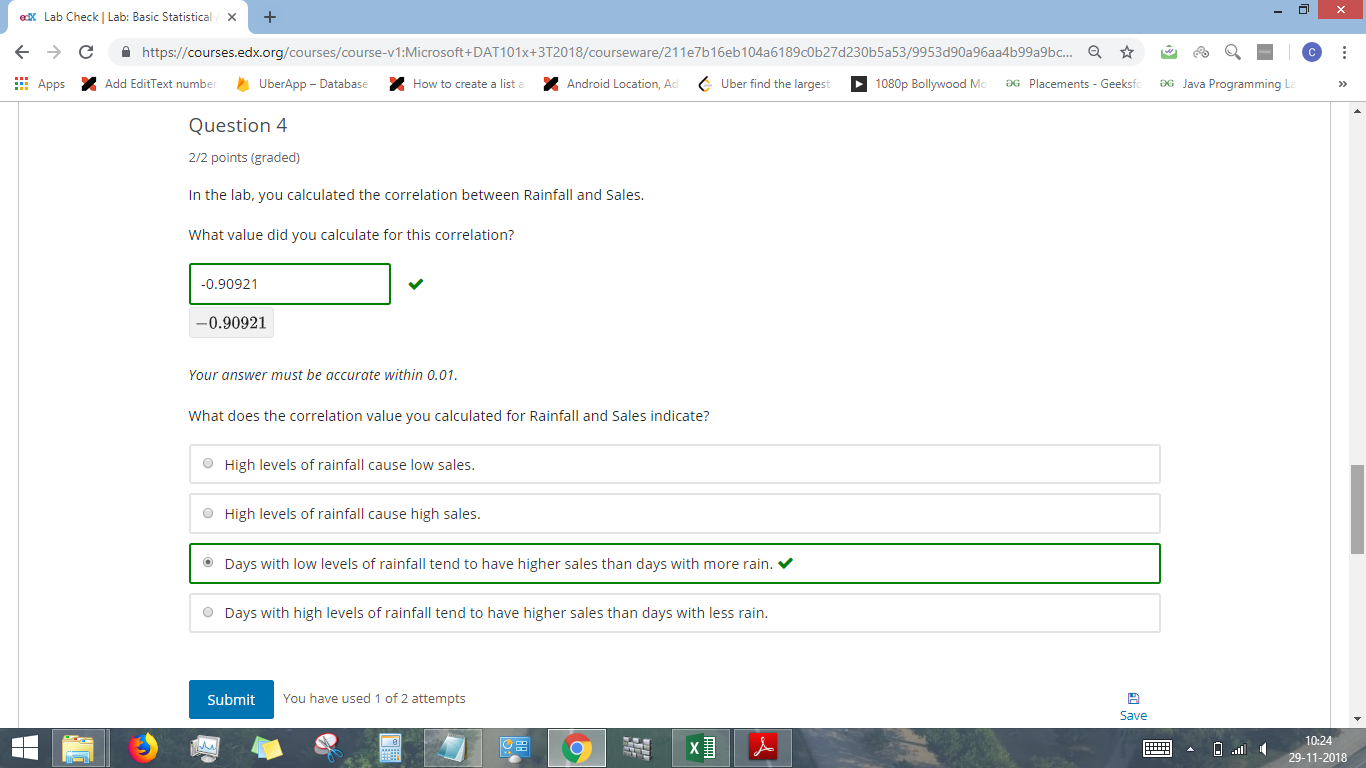 edX Lab Check | Lab: Basic Statistical
https://courses.edx.org/courses/course-v1:Microsoft+DAT101x+3T2018/courseware/211e7b16eb104a6189c0b27d230b5a53/9953d90a96aa4b99a9bc...
C
Apps Add EditText number UberApp – Database How to create a list a Android Location, Ad Uber find the largest 1080p Bollywood Mo Placements - Geeksfo Java Programming La »
Question 4
2/2 points (graded)
In the lab, you calculated the correlation between Rainfall and Sales.
What value did you calculate for this correlation?
-0.90921
−0.90921
Your answer must be accurate within 0.01.
What does the correlation value you calculated for Rainfall and Sales indicate?
High levels of rainfall cause low sales.
High levels of rainfall cause high sales.
Days with low levels of rainfall tend to have higher sales than days with more rain.
Days with high levels of rainfall tend to have higher sales than days with less rain.
Submit You have used 1 of 2 attempts
Save
10:24
29-11-2018